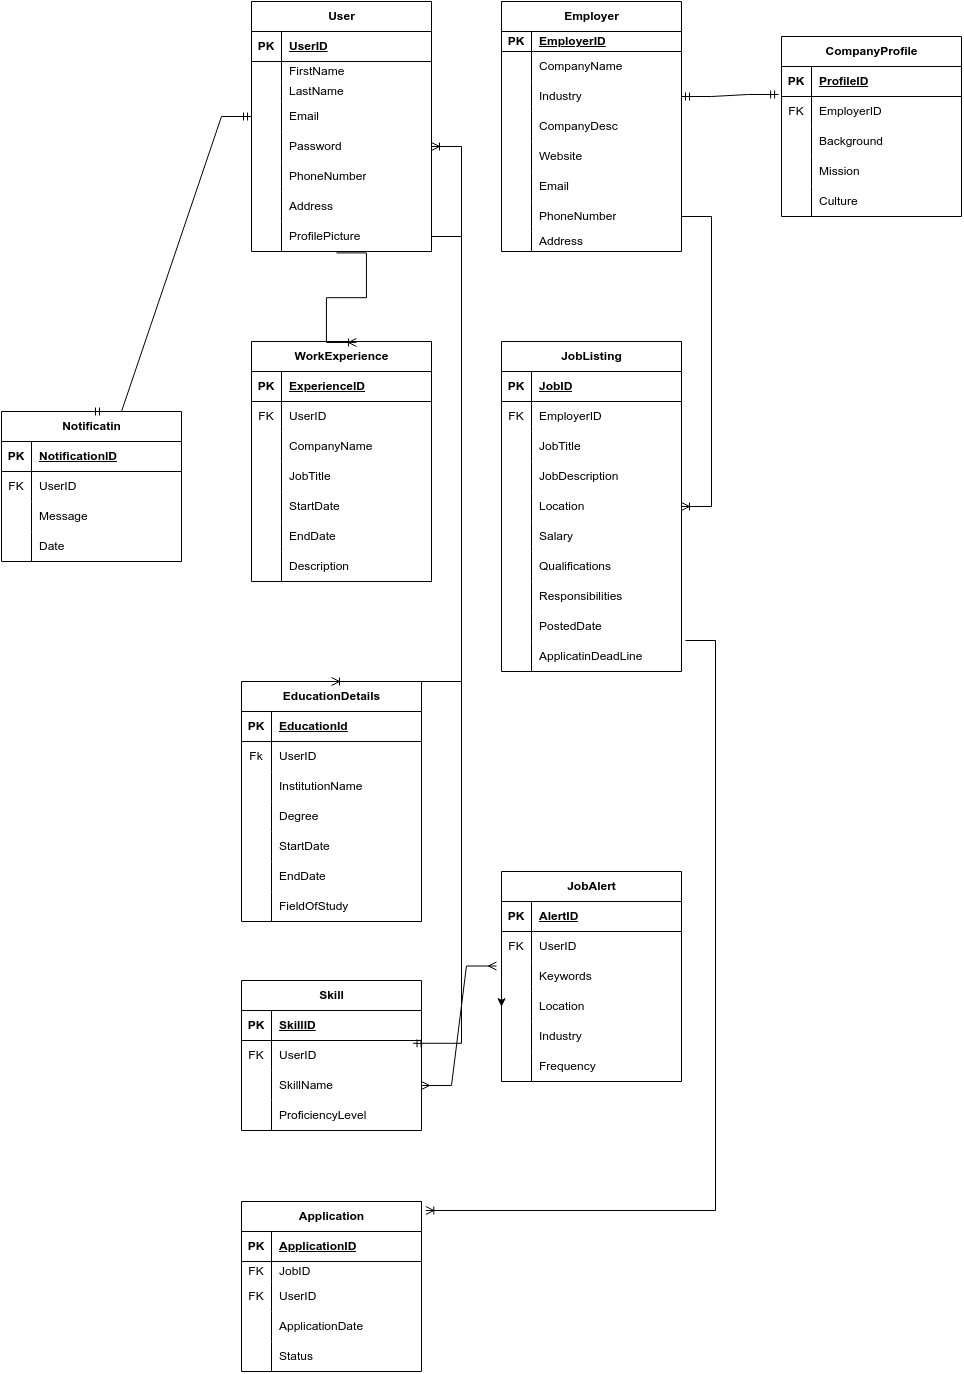 User
PK UserID
FirstName
LastName
Email
Password
PhoneNumber
Address
ProfilePicture
Employer
PK EmployerID
CompanyName
Industry
CompanyDesc
Website
Email
PhoneNumber
Address
CompanyProfile
PK ProfileID
FK EmployerID
Background
Mission
Culture
Notificatin
PK NotificationID
FK UserID
Message
Date
WorkExperience
PK ExperienceID
FK UserID
CompanyName
JobTitle
StartDate
EndDate
Description
JobListing
PK JobID
FK EmployerID
JobTitle
JobDescription
Location
Salary
Qualifications
Responsibilities
PostedDate
ApplicatinDeadLine
EducationDetails
PK EducationId
Fk UserID
InstitutionName
Degree
StartDate
EndDate
FieldOfStudy
JobAlert
PK AlertID
FK UserID
Keywords
Location
Industry
Frequency
Skill
PK SkillID
FK UserID
SkillName
ProficiencyLevel
Application
PK ApplicationID
FK JobID
FK UserID
ApplicationDate
Status